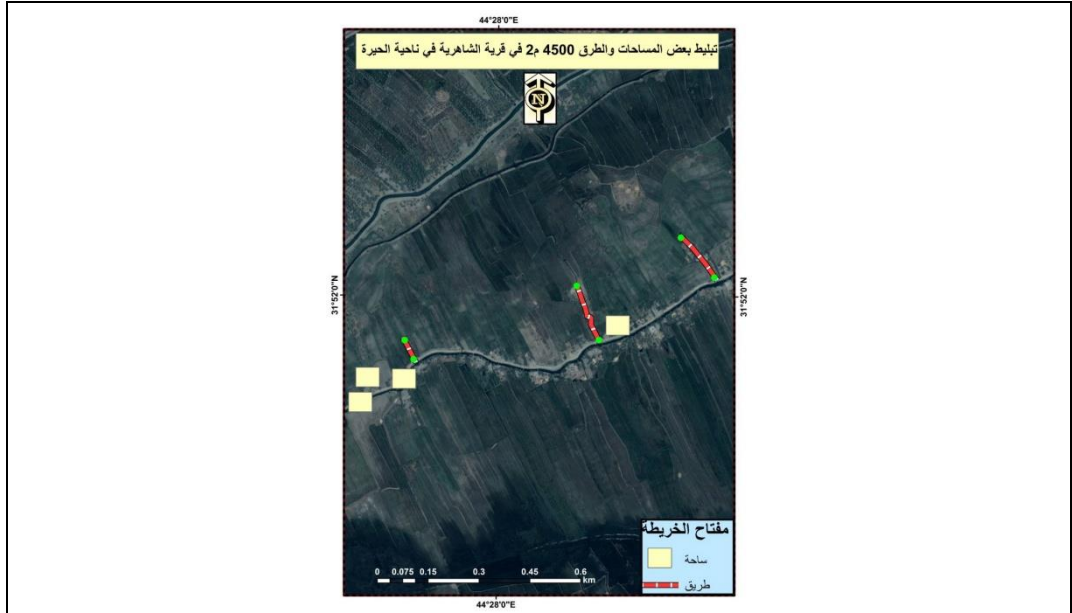 44°28'0"E
تبليط بعض المساحات والطرق 4500 م2 في قرية الشاهرية في ناحية الحيرة
N
31°52'0"N
31°52'0"N
مفتاح الخريطة
ساحة
طريق
0 0.075 0.15 0.3 0.45 0.6
km
44°28'0"E